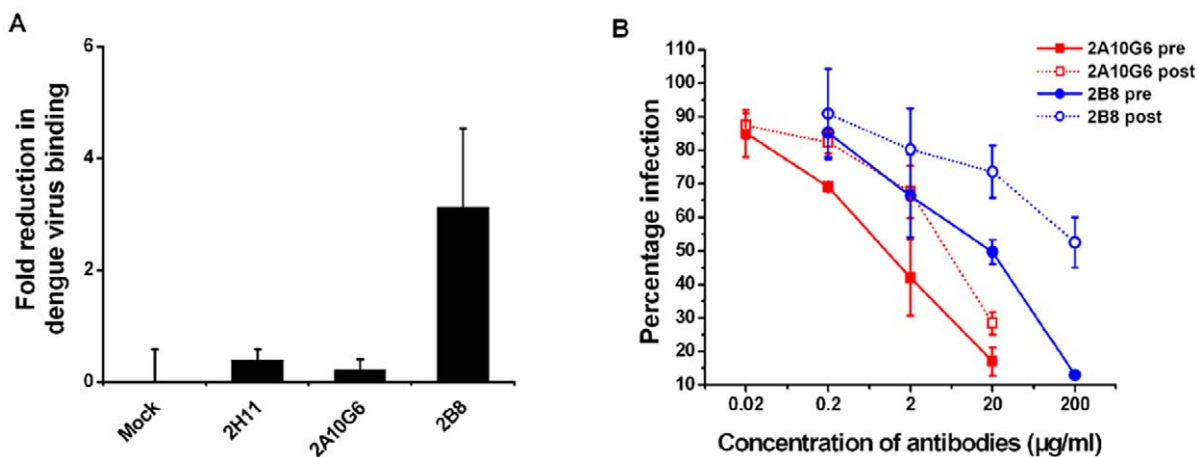 A
Fold reduction in
dengue virus binding
6
4
2
0
Mock
2H11
2A10G6
2B8
B
2A10G6 pre
2A10G6 post
2B8 pre
2B8 post
Percentage infection
110
100
90
80
70
60
50
40
30
20
10
0.02
0.2
2
20
200
Concentration of antibodies (μg/ml)